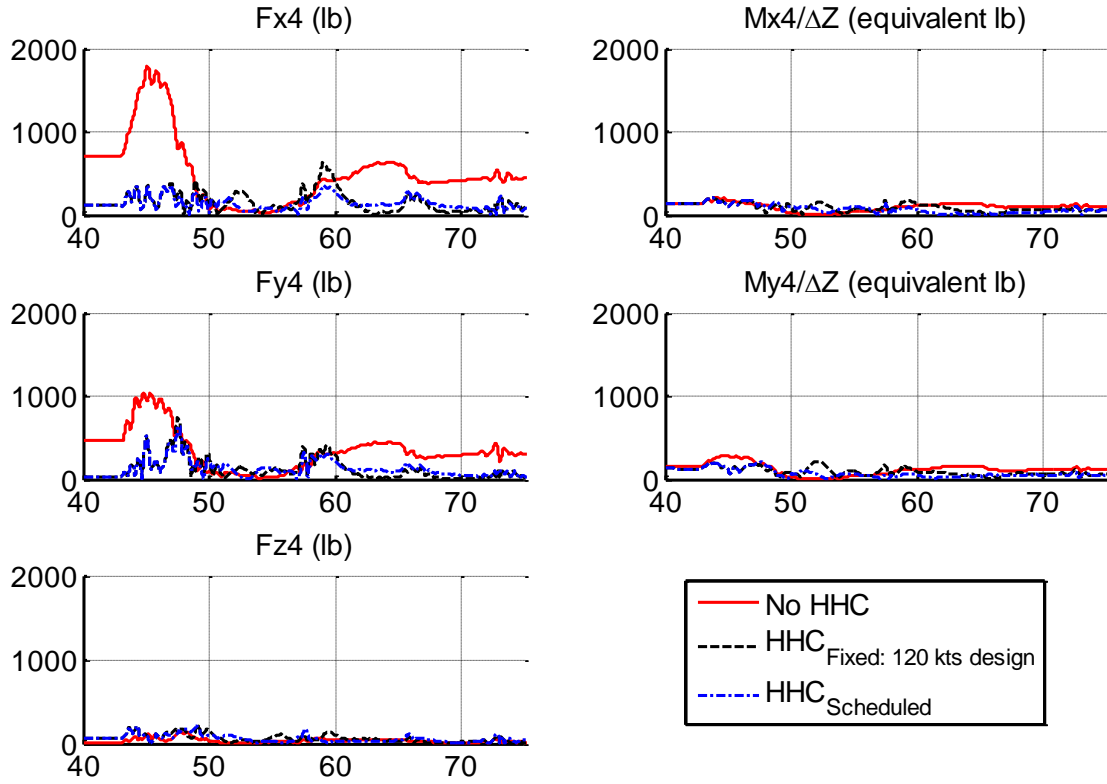 Fx4 (lb)
2000
1000
0
40 50 60 70
Mx4/ΔZ (equivalent lb)
2000
1000
0
40 50 60 70
Fy4 (lb)
2000
1000
0
40 50 60 70
My4/ΔZ (equivalent lb)
2000
1000
0
40 50 60 70
Fz4 (lb)
2000
1000
0
40 50 60 70
No HHC
HHC Fixed: 120 kts design
HHC Scheduled